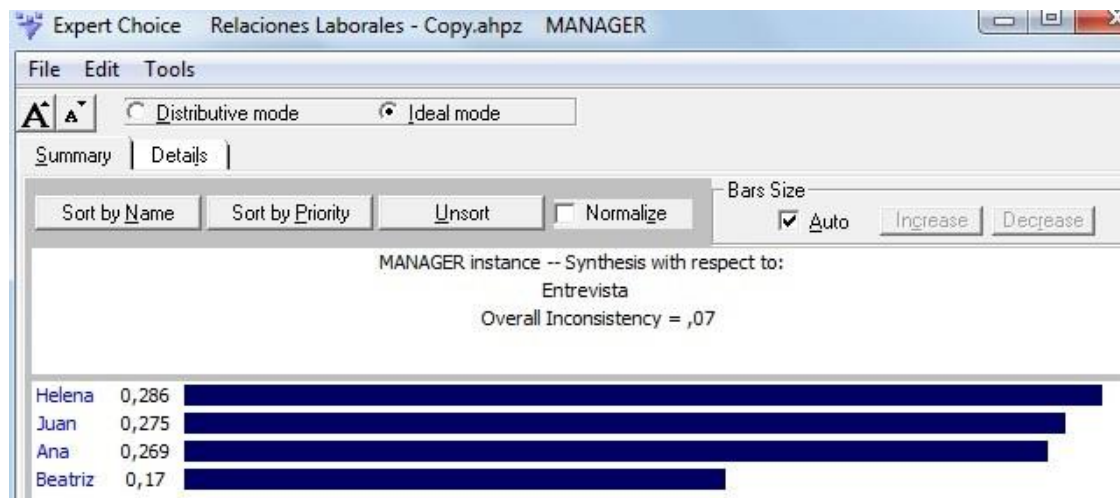 Expert Choice Relaciones Laborales - Copy.ahpz MANAGER
File Edit Tools
A A Distributive mode Ideal mode
Summary Details
Bars Size
Sort by Name Sort by Priority Unsort Normalize Auto Increase Decrease
MANAGER instance -- Synthesis with respect to:
Entrevista
Overall Inconsistency = ,07
Helena 0,286
Juan 0,275
Ana 0,269
Beatriz 0,17